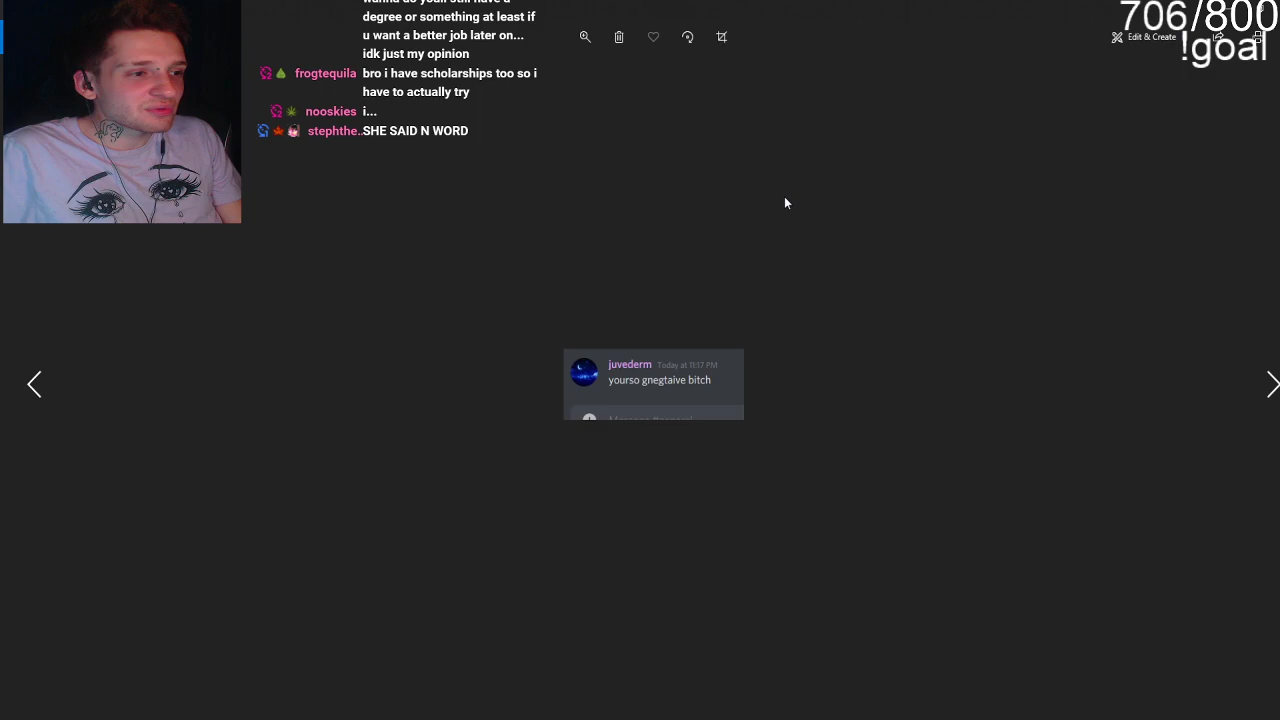 degree or something at least if
u want a better job later on...
idk just my opinion
frogtequila bro i have scholarships too so i
have to actually try
nooskies i...
stephthe.. SHE SAID N WORD
706/800
Edit & Create
!goal
juvederm Today at 11:17 PM
yourso gnegtaive bitch